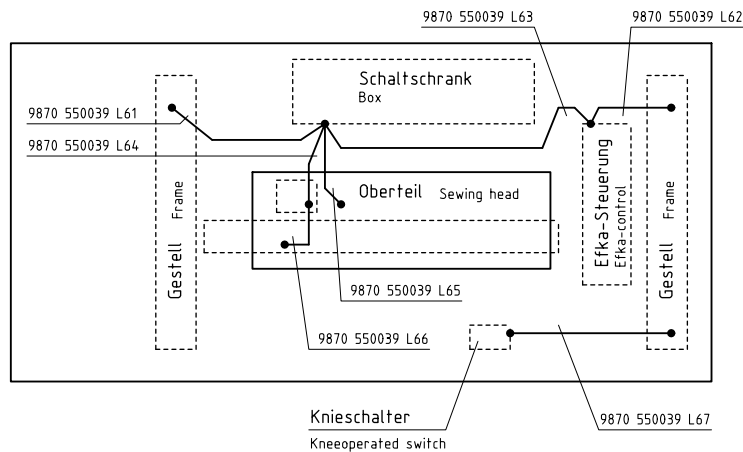 9870 550039 L63
9870 550039 L62
Schaltschrank
Box
9870 550039 L61
9870 550039 L64
Oberteil Sewing head
Gestell Frame
Efka-Steuerung
Efka-control
Gestell Frame
9870 550039 L65
9870 550039 L66
Knieschalter
Kneeoperated switch
9870 550039 L67